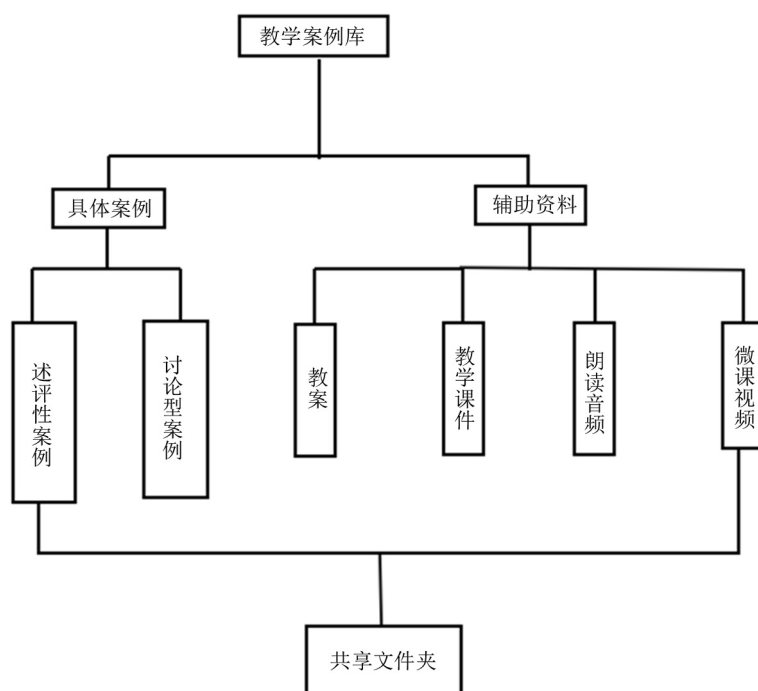 教学案例库
具体案例
辅助资料
述评性案例
讨论型案例
教案
教学课件
朗读音频
微课视频
共享文件夹